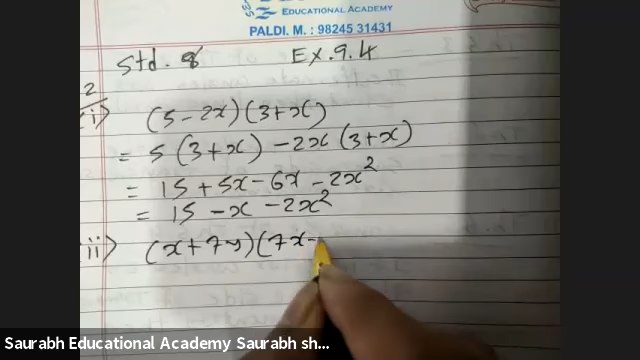 Educational Academy
PALDI. M. : 98245 31431
Std. 8 Ex. 9.4
2
i) (5 - 2x) (3 + x)
= 5 (3 + x) - 2x (3 + x)
= 15 + 5x - 6x - 2x²
= 15 - x - 2x²
ii) (x + 7y) (7x -
Saurabh Educational Academy Saurabh sh...